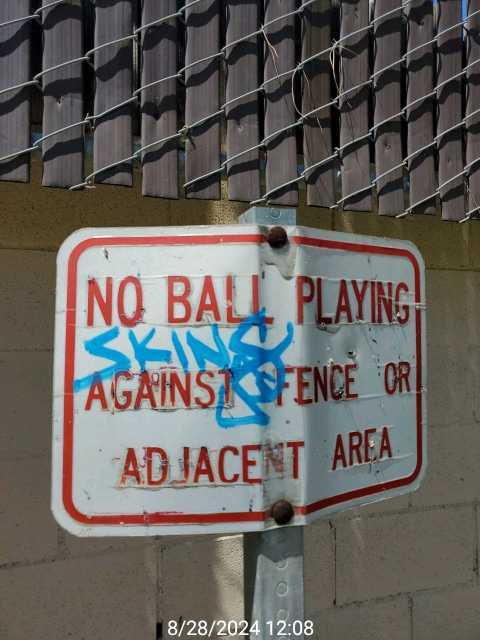 NO BALL PLAYING
SKINS
AGAINST FENCE OR
ADJACENT AREA
8/28/2024 12:08